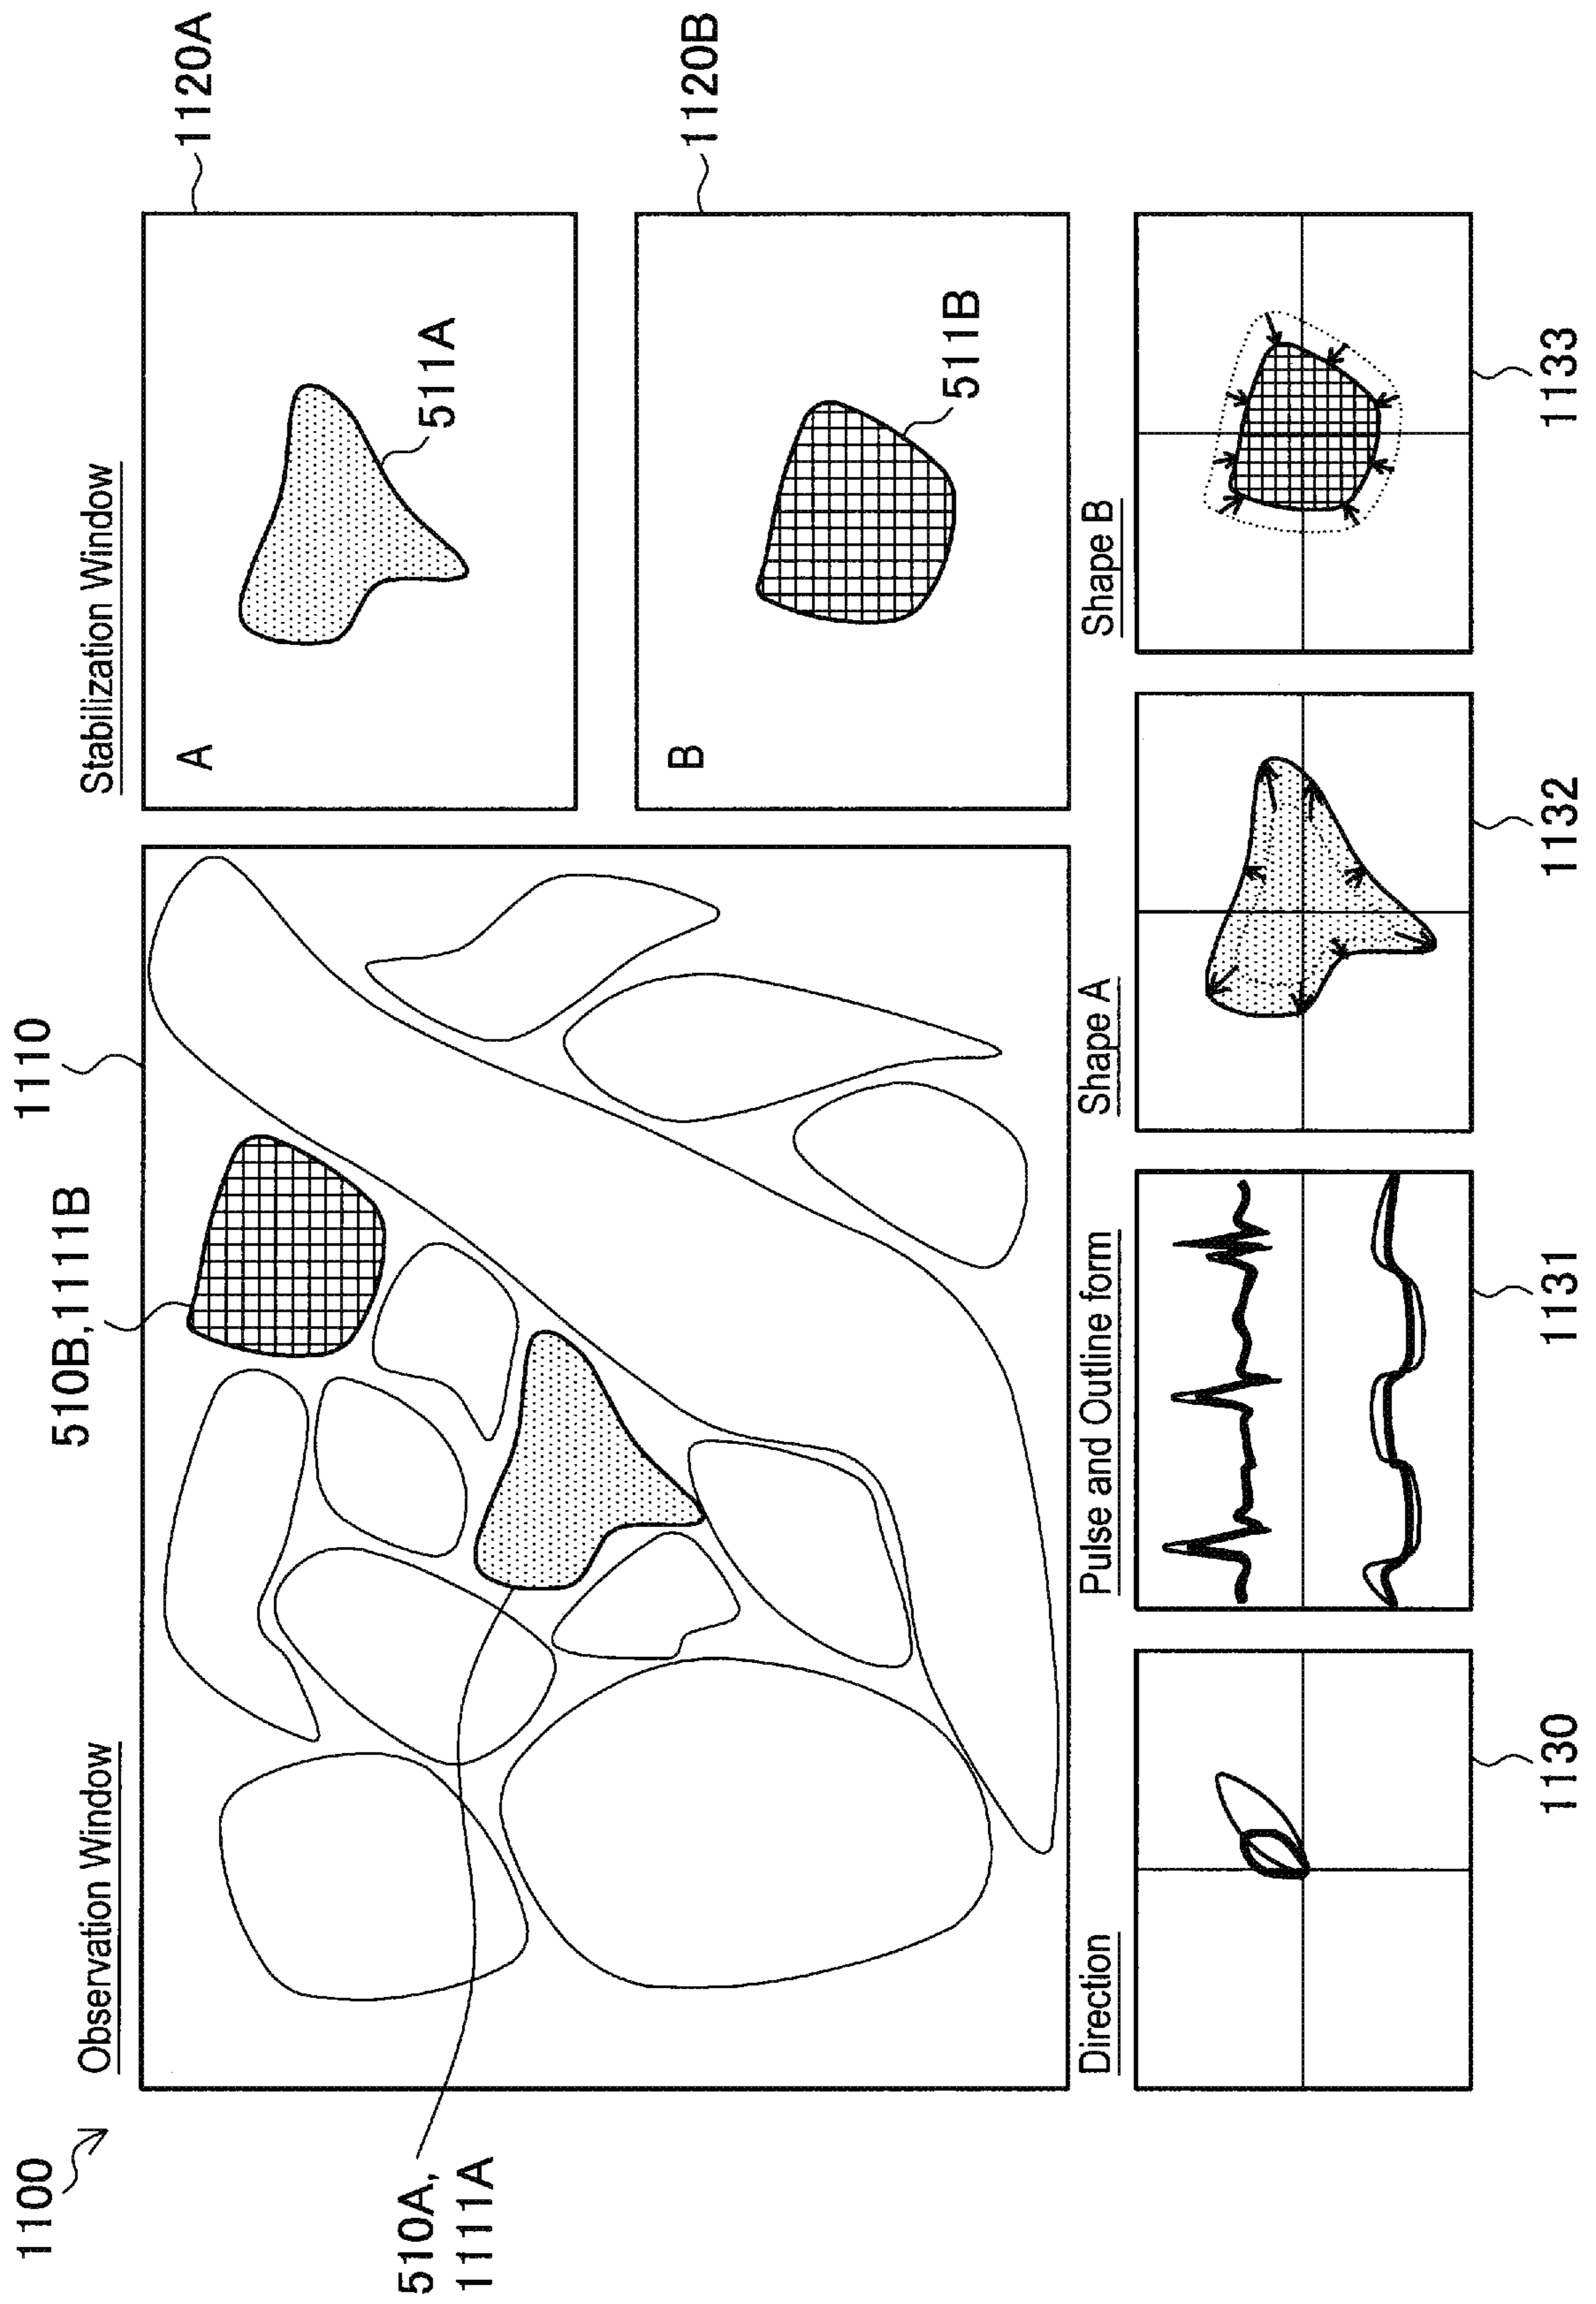 1100
1110
Observation Window
Stabilization Window
510B,1111B
510A,
1111A
A
511A
1120A
B
511B
1120B
Direction
Pulse and Outline form
Shape A
Shape B
1130
1131
1132
1133